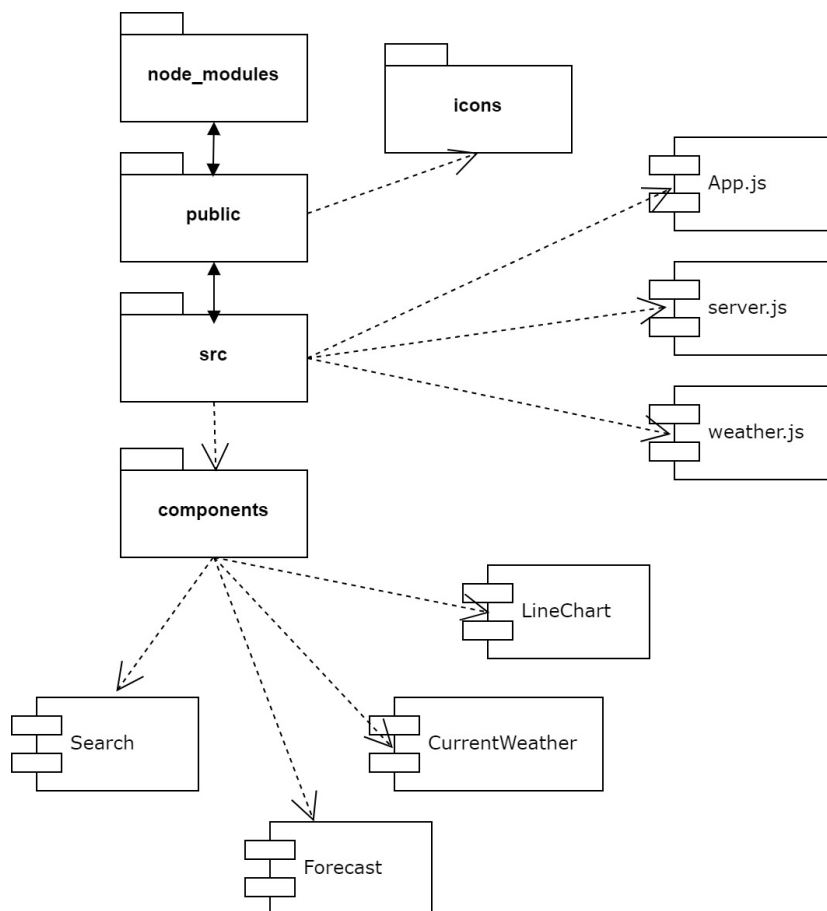 node_modules
icons
public
App.js
server.js
src
weather.js
components
LineChart
Search
CurrentWeather
Forecast